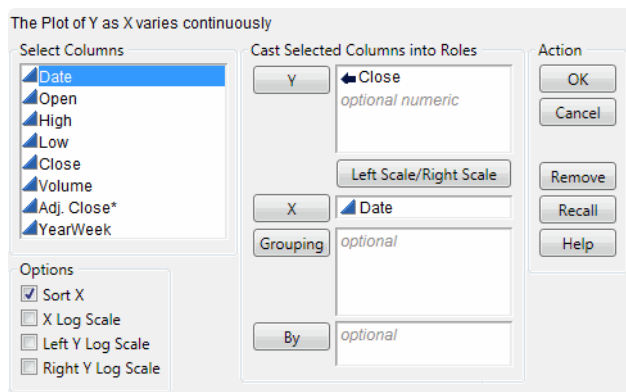 The Plot of Y as X varies continuously
Select Columns
Date
Open
High
Low
Close
Volume
Adj. Close*
YearWeek
Options
Sort X
X Log Scale
Left Y Log Scale
Right Y Log Scale
Cast Selected Columns into Roles
Y
Close
optional numeric
Left Scale/Right Scale
X
Date
Grouping
optional
By
optional
Action
OK
Cancel
Remove
Recall
Help